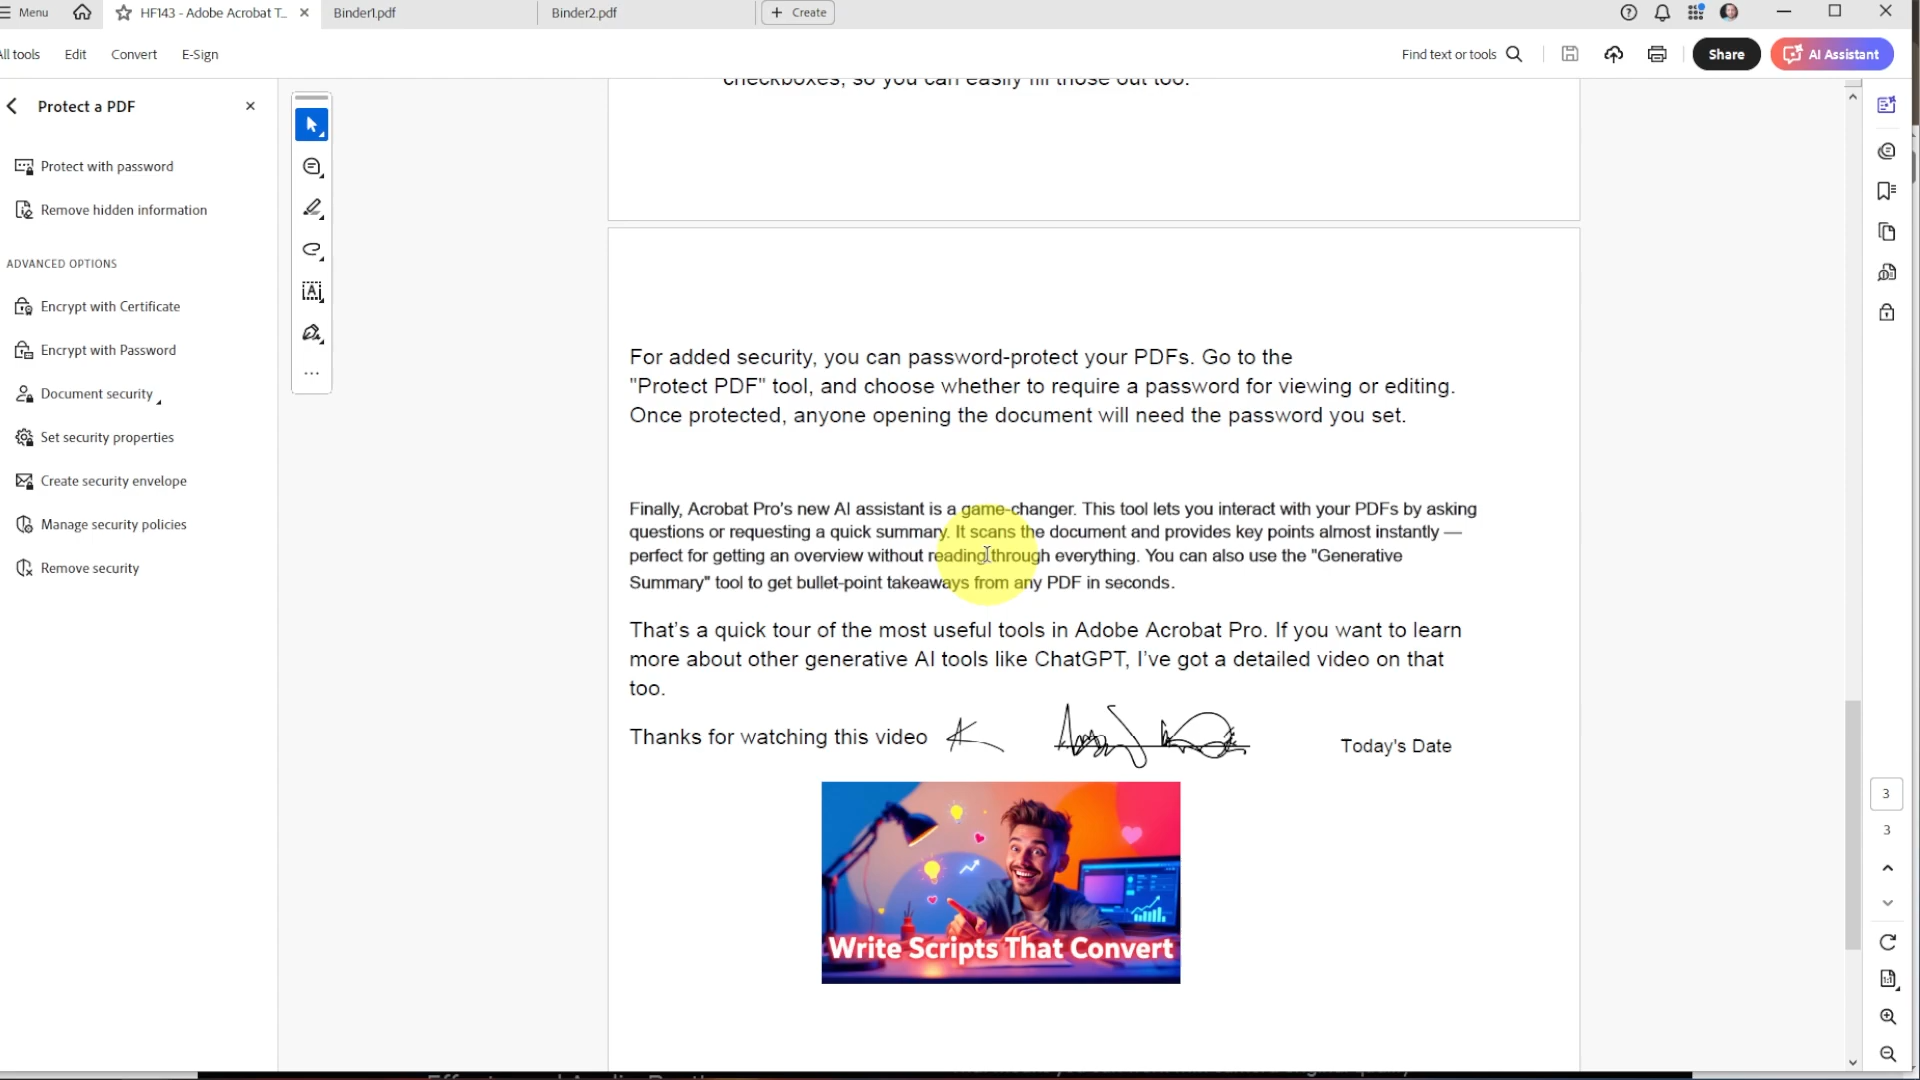 Menu
HF143 - Adobe Acrobat T...
Binder1.pdf
Binder2.pdf
Create
All tools
Edit
Convert
E-Sign
Find text or tools
Share
AI Assistant
Protect a PDF
Protect with password
Remove hidden information
ADVANCED OPTIONS
Encrypt with Certificate
Encrypt with Password
Document security
Set security properties
Create security envelope
Manage security policies
Remove security
checkboxes, so you can easily fill those out too.
For added security, you can password-protect your PDFs. Go to the
"Protect PDF" tool, and choose whether to require a password for viewing or editing.
Once protected, anyone opening the document will need the password you set.
Finally, Acrobat Pro's new AI assistant is a game-changer. This tool lets you interact with your PDFs by asking
questions or requesting a quick summary. It scans the document and provides key points almost instantly —
perfect for getting an overview without reading through everything. You can also use the "Generative
Summary" tool to get bullet-point takeaways from any PDF in seconds.
That's a quick tour of the most useful tools in Adobe Acrobat Pro. If you want to learn
more about other generative AI tools like ChatGPT, I've got a detailed video on that
too.
Thanks for watching this video
Today's Date
Write Scripts That Convert
3
3